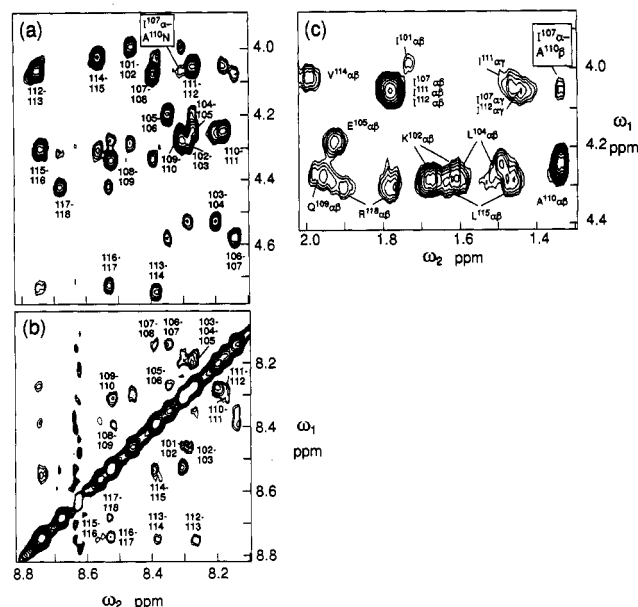 (a)
I¹⁰⁷α-
A¹¹⁰N
112-
113
114-
115
101-
102
107-
108
111-
112
105-
106
104-
105
109-
110
102-
103
110-
111
115-
116
108-
109
117-
118
103-
104
106-
107
116-
117
113-
114
4.0
4.2
4.4
4.6
(b)
107-
108
106-
107
103-
104-
105
109-
110
105-
106
111-
112
110-
111
108-
109
101-
102
102-
103
114-
115
117-
118
115-
116
116-
117
113-
114
112-
113
8.2
8.4
8.6
8.8
ω₁
ppm
8.8 8.6 8.4 8.2
ω₂ ppm
(c)
I¹⁰⁷α-
A¹¹⁰β
I¹⁰¹αβ
V¹¹⁴αβ
I¹⁰⁷αβ
I¹¹¹αβ
I¹¹²αβ
I¹¹¹αγ
I¹⁰⁷αγ
I¹¹²αγ
E¹⁰⁵αβ
K¹⁰²αβ
L¹⁰⁴αβ
Q¹⁰⁹αβ
R¹¹⁸αβ
L¹¹⁵αβ
A¹¹⁰αβ
4.0
4.2
4.4
ω₁
ppm
2.0 1.8 1.6 1.4
ω₂ ppm